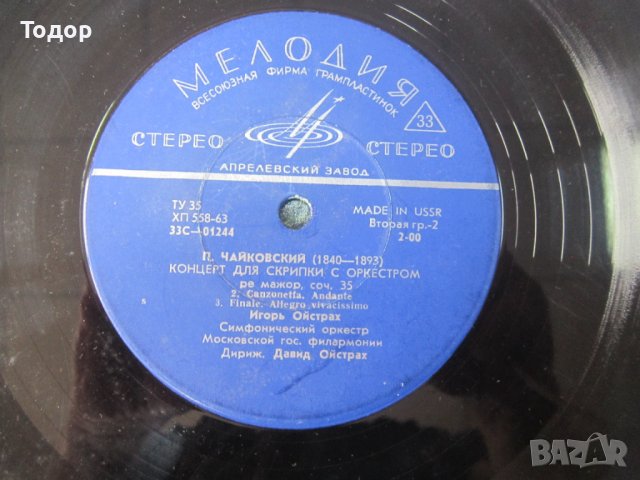 Тодор
МЕЛОДИЯ
ВСЕСОЮЗНАЯ ФИРМА ГРАМПЛАСТИНОК
33
СТЕРЕО СТЕРЕО
АПРЕЛЕВСКИЙ ЗАВОД
ТУ 35
ХП 558-63
33С—01244
MADE IN USSR
Вторая гр.-2
2-00
П. ЧАЙКОВСКИЙ (1840—1893)
КОНЦЕРТ ДЛЯ СКРИПКИ С ОРКЕСТРОМ
ре мажор, соч. 35
2. Canzonetta. Andante
3. Finale. Allegro vivacissimo
Игорь Ойстрах
Симфонический оркестр
Московской гос. филармонии
Дириж. Давид Ойстрах
BAZAR